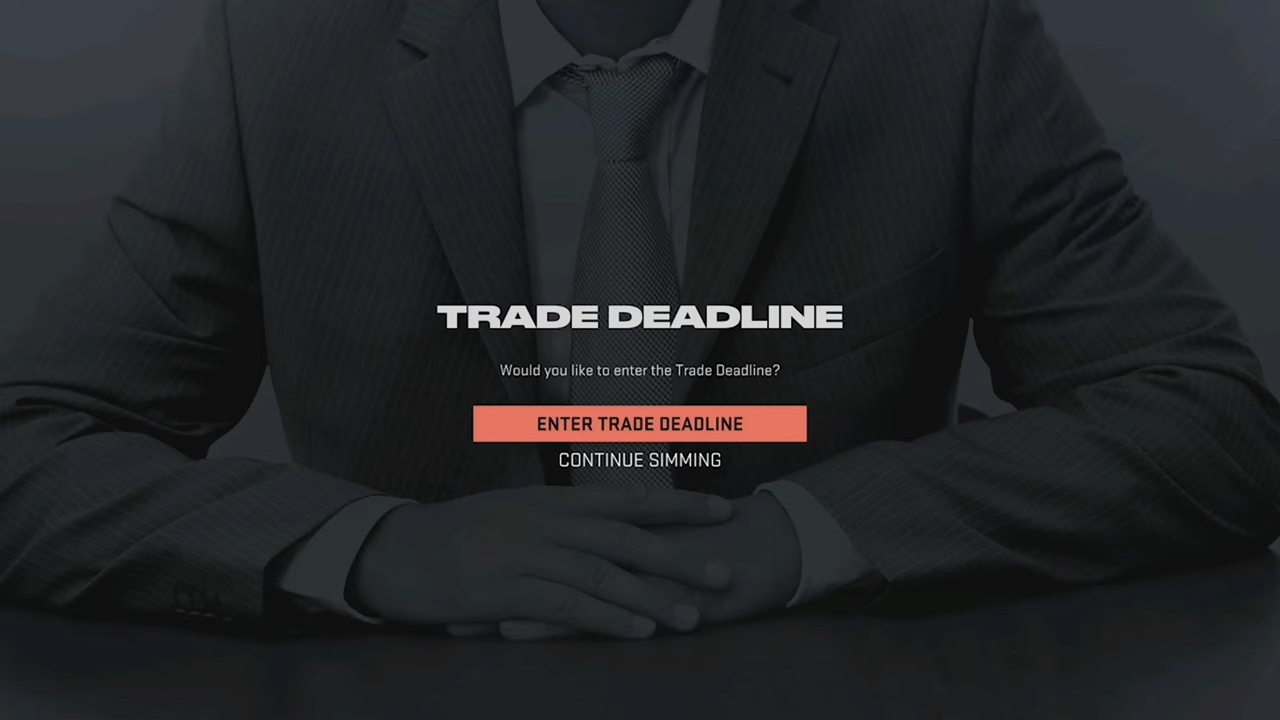 TRADE DEADLINE
Would you like to enter the Trade Deadline?
ENTER TRADE DEADLINE
CONTINUE SIMMING